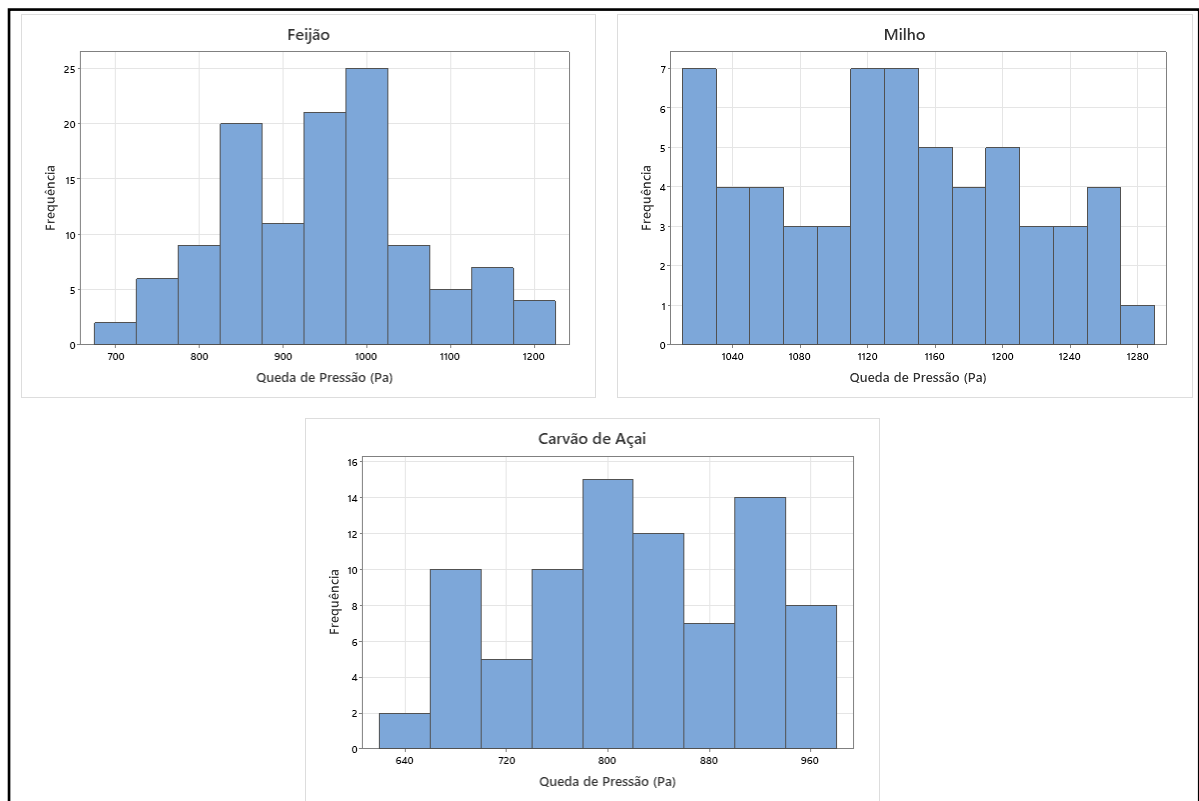 Feijão
25
20
15
10
5
0
Frequência
700 800 900 1000 1100 1200
Queda de Pressão (Pa)
Milho
7
6
5
4
3
2
1
0
Frequência
1040 1080 1120 1160 1200 1240 1280
Queda de Pressão (Pa)
Carvão de Açai
16
14
12
10
8
6
4
2
0
Frequência
640 720 800 880 960
Queda de Pressão (Pa)